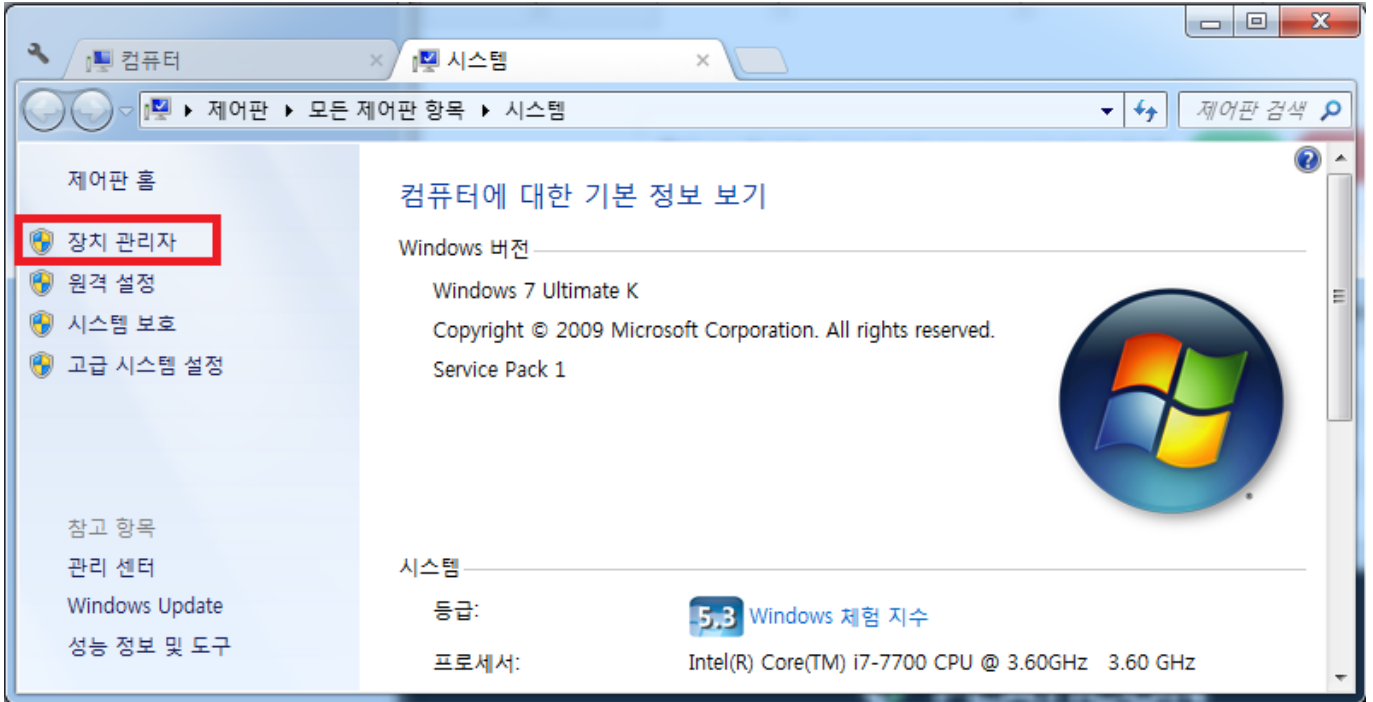 컴퓨터
시스템
제어판 ▶ 모든 제어판 항목 ▶ 시스템
제어판 검색
제어판 홈
장치 관리자
원격 설정
시스템 보호
고급 시스템 설정
참고 항목
관리 센터
Windows Update
성능 정보 및 도구
컴퓨터에 대한 기본 정보 보기
Windows 버전
Windows 7 Ultimate K
Copyright © 2009 Microsoft Corporation. All rights reserved.
Service Pack 1
시스템
등급: 5.3 Windows 체험 지수
프로세서: Intel(R) Core(TM) i7-7700 CPU @ 3.60GHz 3.60 GHz